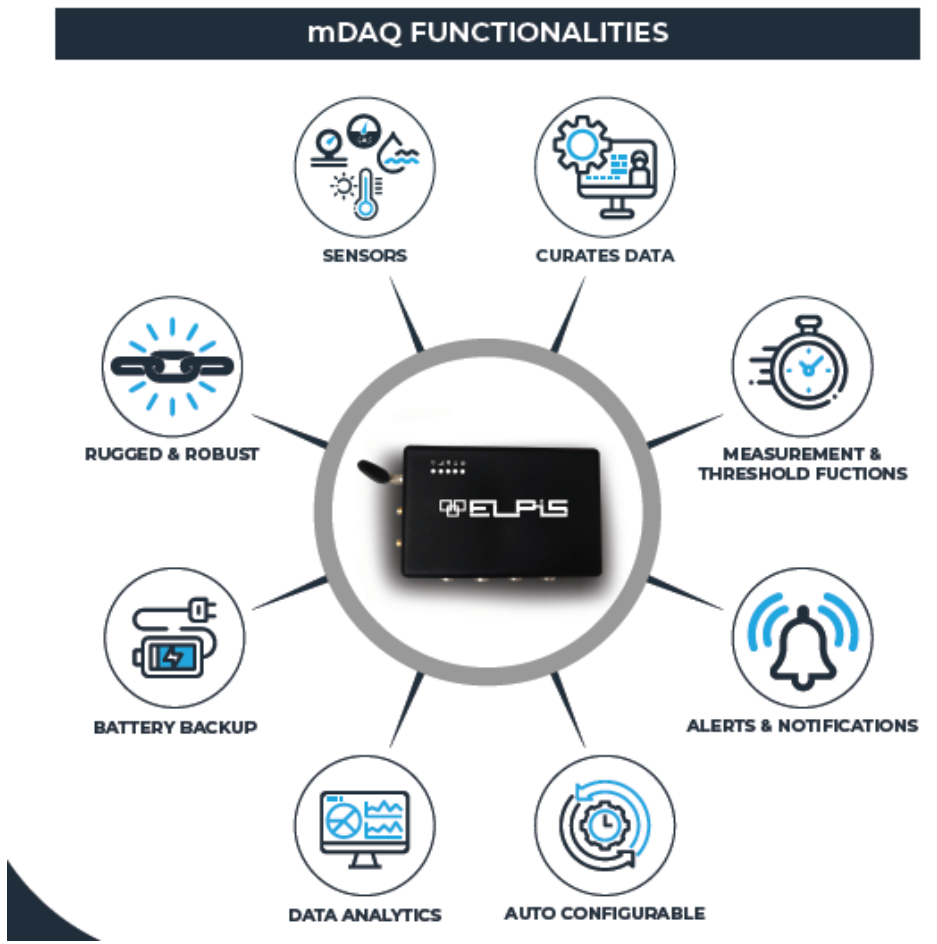 mDAQ FUNCTIONALITIES
SENSORS
CURATES DATA
RUGGED & ROBUST
MEASUREMENT &
THRESHOLD FUCTIONS
ELPiS
BATTERY BACKUP
ALERTS & NOTIFICATIONS
DATA ANALYTICS
AUTO CONFIGURABLE